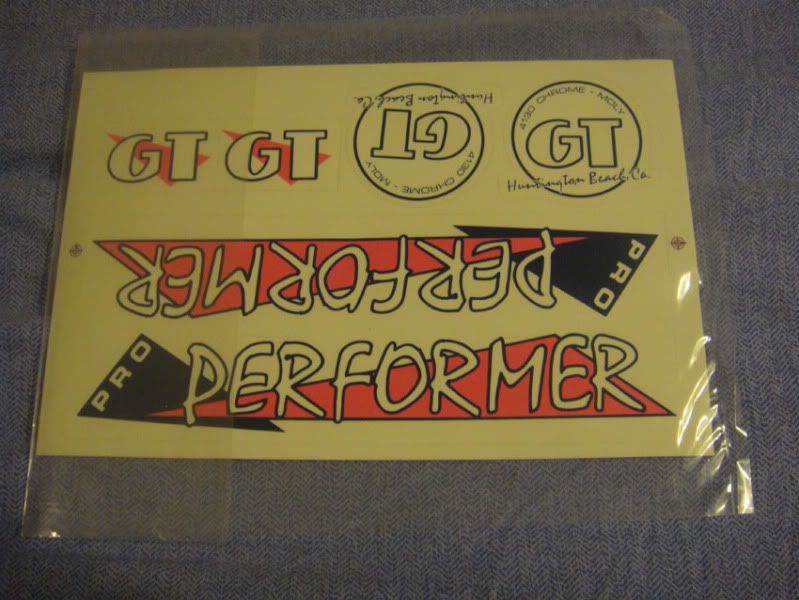 GT
GT
Huntington Beach, Ca.
GT
4130 CHROME - MOLY
4130 CHROME - MOLY
GT
Huntington Beach, Ca.
PRO PERFORMER
PRO PERFORMER